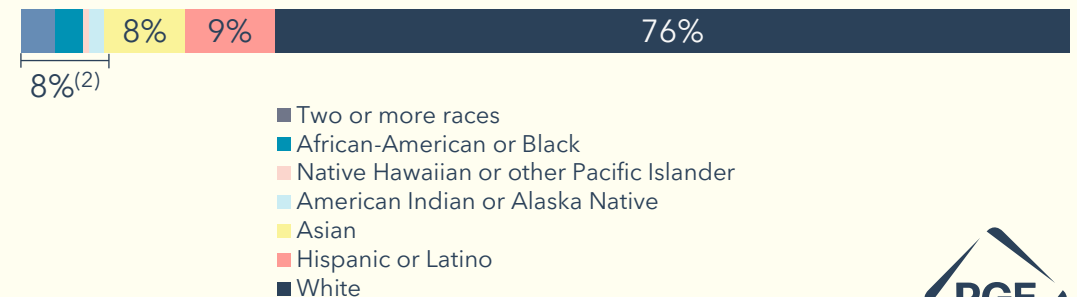 8% 9% 76%
8%(2)
Two or more races
African-American or Black
Native Hawaiian or other Pacific Islander
American Indian or Alaska Native
Asian
Hispanic or Latino
White
PGE